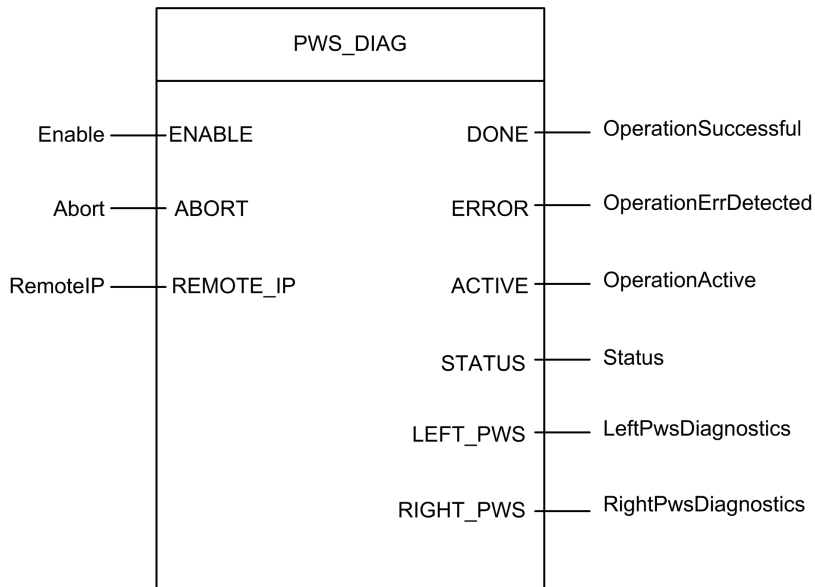 PWS_DIAG
Enable ENABLE DONE OperationSuccessful
Abort ABORT ERROR OperationErrDetected
RemoteIP REMOTE_IP ACTIVE OperationActive
STATUS Status
LEFT_PWS LeftPwsDiagnostics
RIGHT_PWS RightPwsDiagnostics